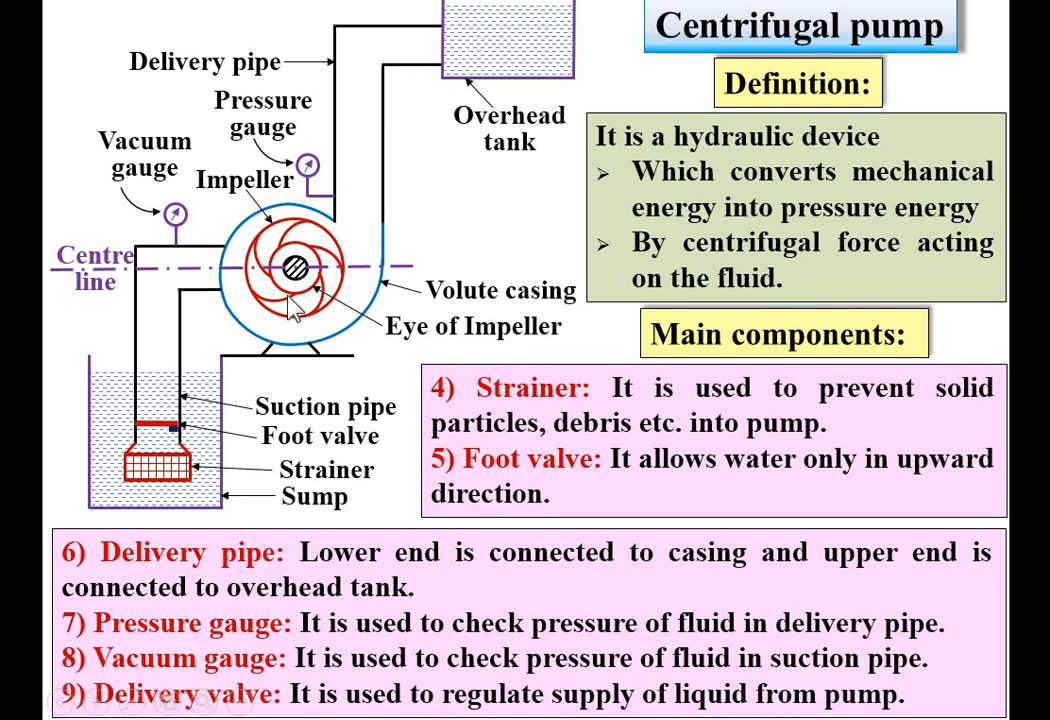 Centrifugal pump
Definition:
It is a hydraulic device
➢ Which converts mechanical
energy into pressure energy
➢ By centrifugal force acting
on the fluid.
Delivery pipe
Pressure
gauge
Vacuum
gauge
Impeller
Overhead
tank
Centre
line
Volute casing
Eye of Impeller
Suction pipe
Foot valve
Strainer
Sump
Main components:
4) Strainer: It is used to prevent solid
particles, debris etc. into pump.
5) Foot valve: It allows water only in upward
direction.
6) Delivery pipe: Lower end is connected to casing and upper end is
connected to overhead tank.
7) Pressure gauge: It is used to check pressure of fluid in delivery pipe.
8) Vacuum gauge: It is used to check pressure of fluid in suction pipe.
9) Delivery valve: It is used to regulate supply of liquid from pump.